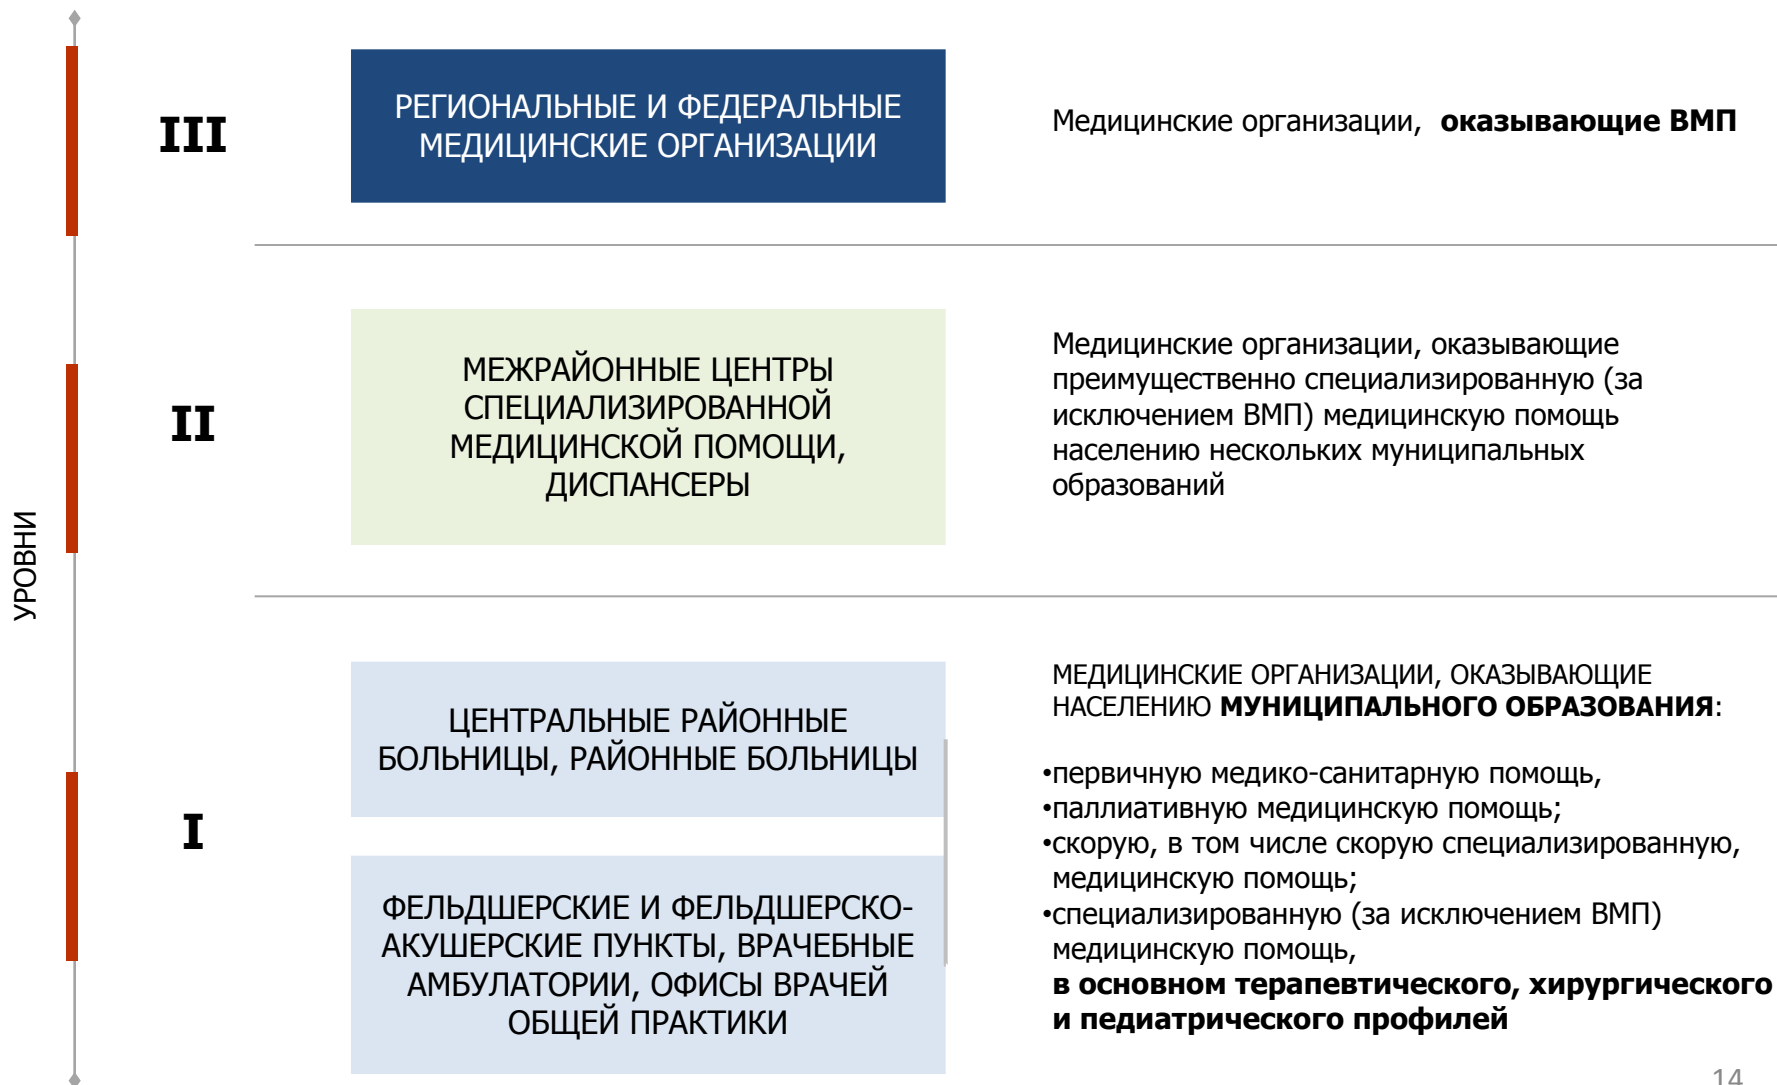 УРОВНИ
III
РЕГИОНАЛЬНЫЕ И ФЕДЕРАЛЬНЫЕ
МЕДИЦИНСКИЕ ОРГАНИЗАЦИИ
Медицинские организации, оказывающие ВМП
II
МЕЖРАЙОННЫЕ ЦЕНТРЫ
СПЕЦИАЛИЗИРОВАННОЙ
МЕДИЦИНСКОЙ ПОМОЩИ,
ДИСПАНСЕРЫ
Медицинские организации, оказывающие
преимущественно специализированную (за
исключением ВМП) медицинскую помощь
населению нескольких муниципальных
образований
I
ЦЕНТРАЛЬНЫЕ РАЙОННЫЕ
БОЛЬНИЦЫ, РАЙОННЫЕ БОЛЬНИЦЫ
ФЕЛЬДШЕРСКИЕ И ФЕЛЬДШЕРСКО-
АКУШЕРСКИЕ ПУНКТЫ, ВРАЧЕБНЫЕ
АМБУЛАТОРИИ, ОФИСЫ ВРАЧЕЙ
ОБЩЕЙ ПРАКТИКИ
МЕДИЦИНСКИЕ ОРГАНИЗАЦИИ, ОКАЗЫВАЮЩИЕ
НАСЕЛЕНИЮ МУНИЦИПАЛЬНОГО ОБРАЗОВАНИЯ:
•первичную медико-санитарную помощь,
•паллиативную медицинскую помощь;
•скорую, в том числе скорую специализированную,
медицинскую помощь;
•специализированную (за исключением ВМП)
медицинскую помощь,
в основном терапевтического, хирургического
и педиатрического профилей
14